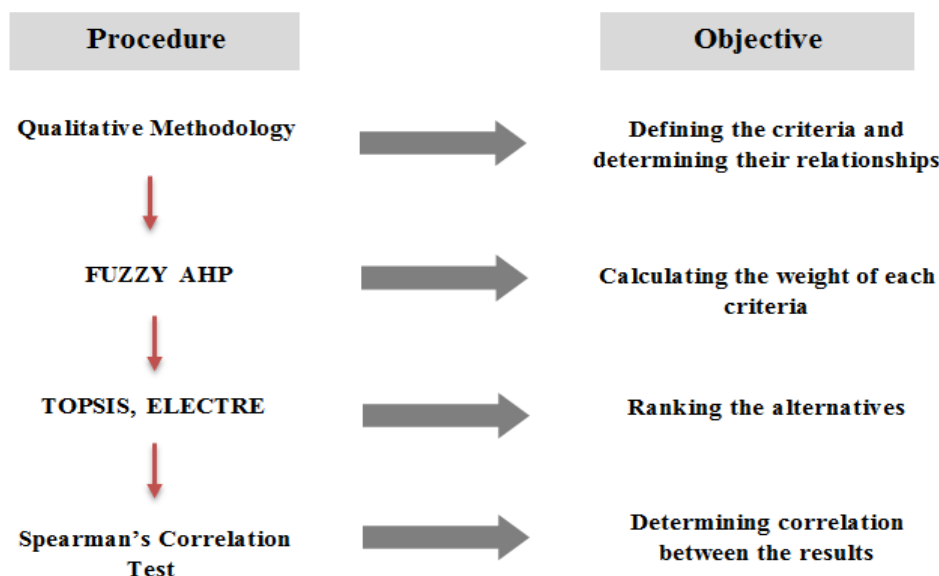 Procedure
Objective
Qualitative Methodology
Defining the criteria and
determining their relationships
FUZZY AHP
Calculating the weight of each
criteria
TOPSIS, ELECTRE
Ranking the alternatives
Spearman’s Correlation
Test
Determining correlation
between the results